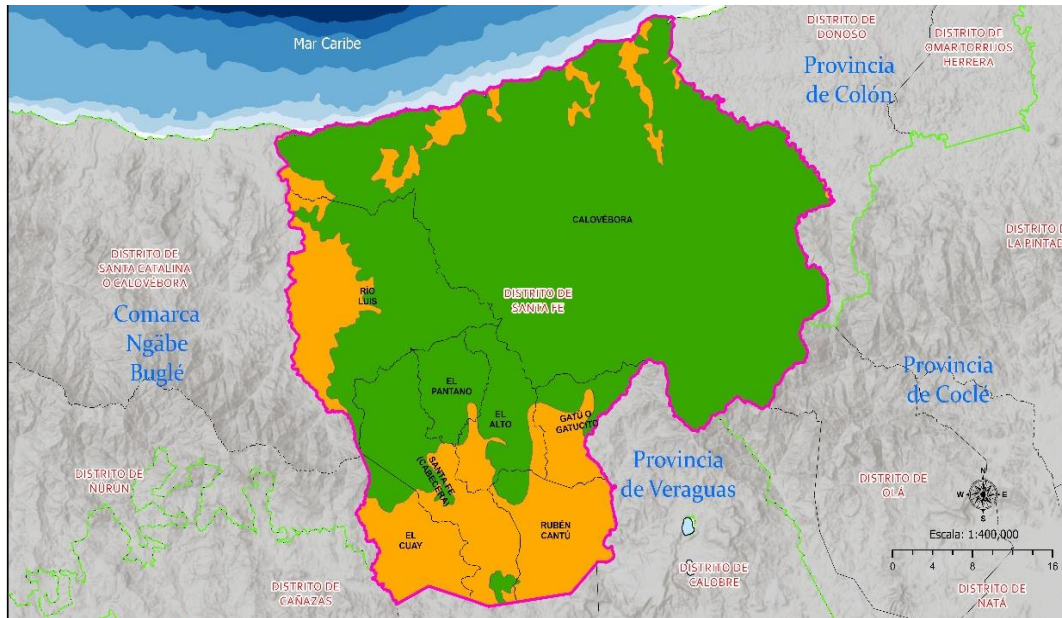 Mar Caribe
DISTRITO DE
DONOSO
DISTRITO DE
OMAR TORRIJOS
HERRERA
Provincia
de Colón
CALOVÉBORA
DISTRITO DE
LA PINTAD
DISTRITO DE
SANTA CATALINA
O CALOVÉBORA
RÍO
LUIS
DISTRITO DE
SANTA FE
Comarca
Ngäbe
Buglé
EL
PANTANO
EL
ALTO
GATÚ O
GATUCITO
Provincia
de Coclé
SANTA FE
(CABECERA)
DISTRITO DE
ÑURUN
Provincia
de Veraguas
DISTRITO DE
OLÁ
N
W
E
S
EL
CUAY
RUBÉN
CANTÚ
Escala: 1:400,000
0 4 8 12 16
DISTRITO DE
CAÑAZAS
DISTRITO DE
CALOBRE
DISTRITO DE
NATÁ